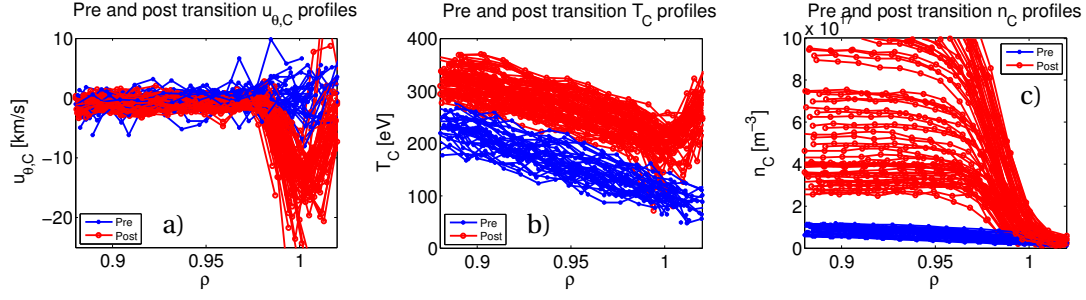 Pre and post transition u_θ,C profiles
10
0
−10
−20
u_θ,C [km/s]
0.9
0.95
1
ρ
Pre
Post
a)
Pre and post transition T_C profiles
400
300
200
100
0
T_C [eV]
0.9
0.95
1
ρ
Pre
Post
b)
Pre and post transition n_C profiles
x 10^17
10
8
6
4
2
0
n_C [m^−3]
0.9
0.95
1
ρ
Pre
Post
c)